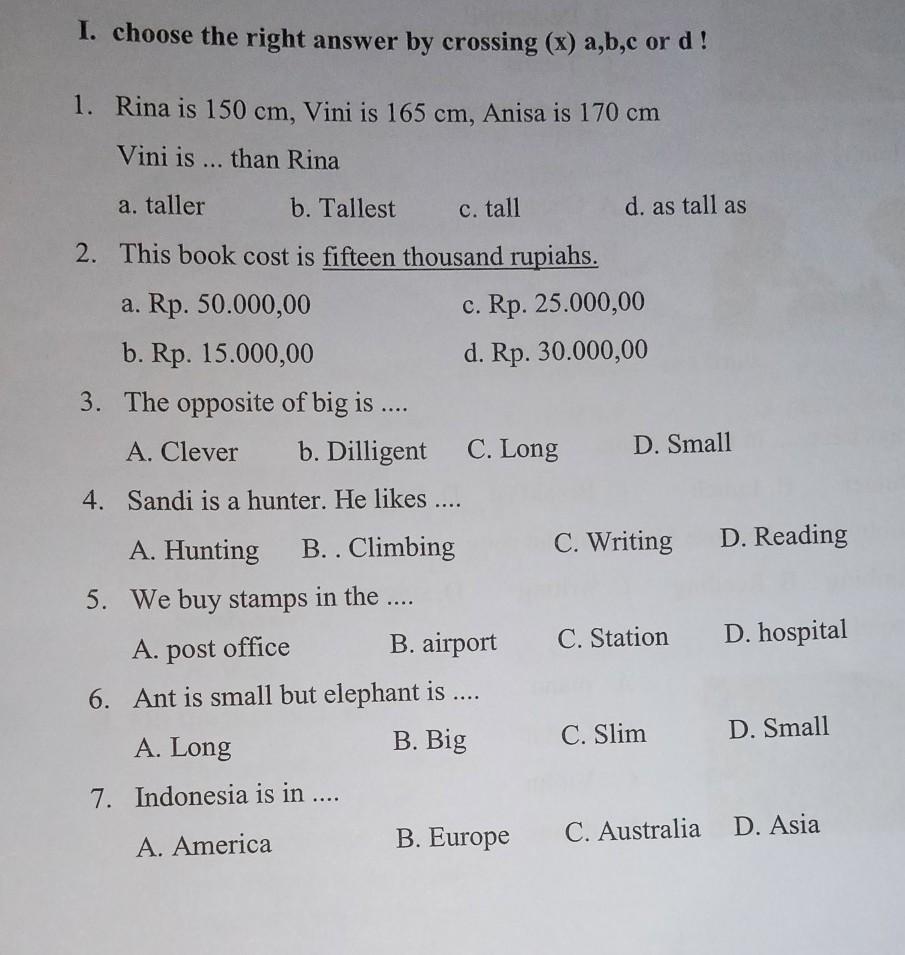 I. choose the right answer by crossing (x) a,b,c or d !
1. Rina is 150 cm, Vini is 165 cm, Anisa is 170 cm
Vini is ... than Rina
a. taller b. Tallest c. tall d. as tall as
2. This book cost is fifteen thousand rupiahs.
a. Rp. 50.000,00 c. Rp. 25.000,00
b. Rp. 15.000,00 d. Rp. 30.000,00
3. The opposite of big is ....
A. Clever b. Dilligent C. Long D. Small
4. Sandi is a hunter. He likes ....
A. Hunting B. . Climbing C. Writing D. Reading
5. We buy stamps in the ....
A. post office B. airport C. Station D. hospital
6. Ant is small but elephant is ....
A. Long B. Big C. Slim D. Small
7. Indonesia is in ....
A. America B. Europe C. Australia D. Asia